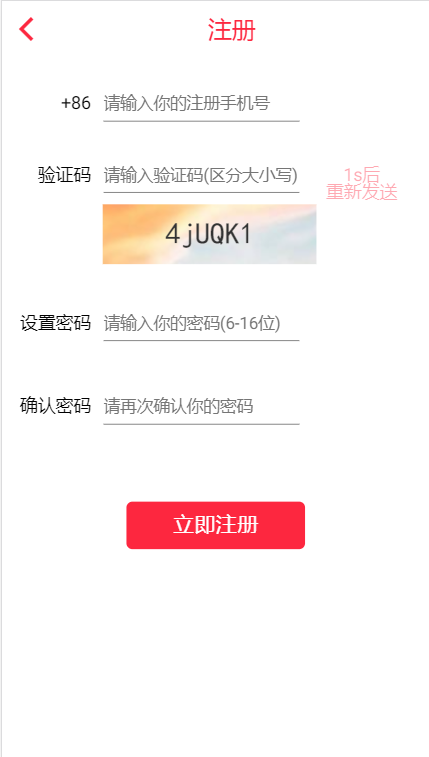 注册
+86 请输入你的注册手机号
验证码 请输入验证码(区分大小写) 1s后
重新发送
4jUQK1
设置密码 请输入你的密码(6-16位)
确认密码 请再次确认你的密码
立即注册